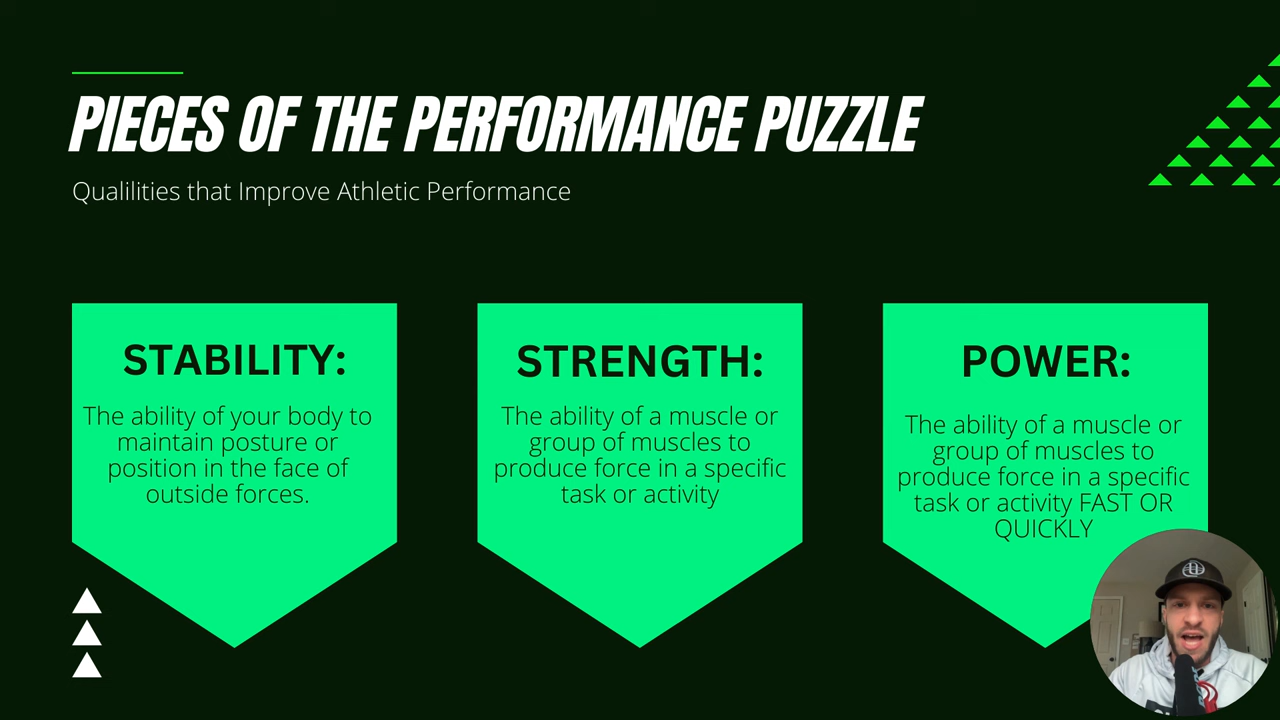 PIECES OF THE PERFORMANCE PUZZLE
Qualilities that Improve Athletic Performance
STABILITY:
The ability of your body to
maintain posture or
position in the face of
outside forces.
STRENGTH:
The ability of a muscle or
group of muscles to
produce force in a specific
task or activity
POWER:
The ability of a muscle or
group of muscles to
produce force in a specific
task or activity FAST OR
QUICKLY